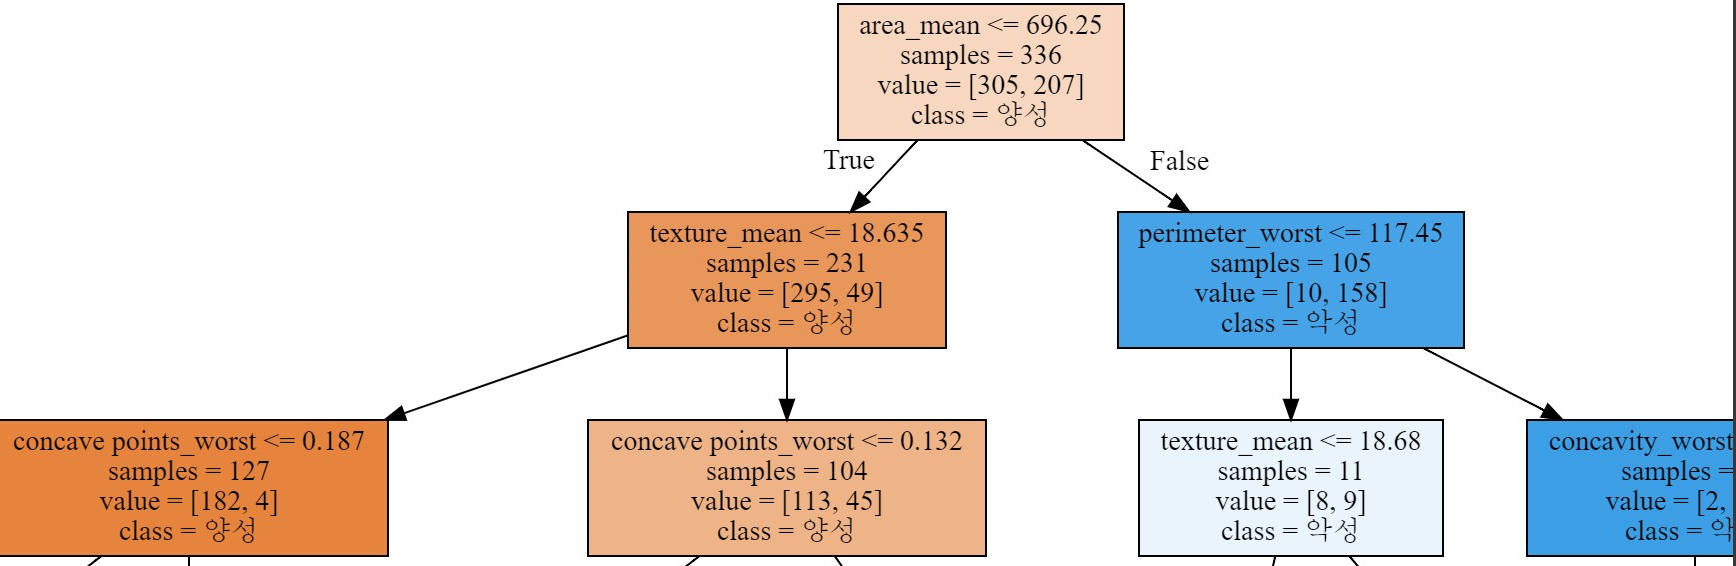 area_mean <= 696.25
samples = 336
value = [305, 207]
class = 양성
True
False
texture_mean <= 18.635
samples = 231
value = [295, 49]
class = 양성
perimeter_worst <= 117.45
samples = 105
value = [10, 158]
class = 악성
concave points_worst <= 0.187
samples = 127
value = [182, 4]
class = 양성
concave points_worst <= 0.132
samples = 104
value = [113, 45]
class = 양성
texture_mean <= 18.68
samples = 11
value = [8, 9]
class = 악성
concavity_worst
samples =
value = [2,
class =